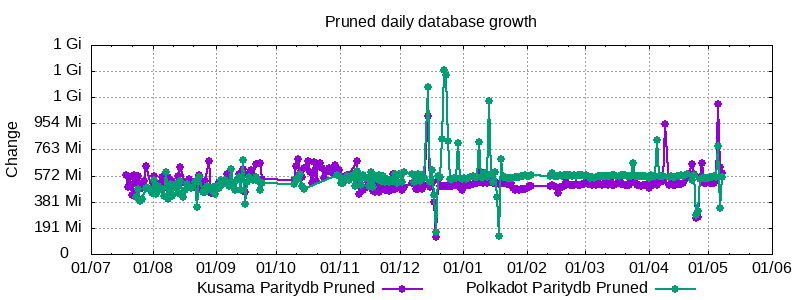 Pruned daily database growth
1 Gi
1 Gi
1 Gi
954 Mi
763 Mi
572 Mi
381 Mi
191 Mi
0
Change
01/07 01/08 01/09 01/10 01/11 01/12 01/01 01/02 01/03 01/04 01/05 01/06
Kusama Paritydb Pruned Polkadot Paritydb Pruned